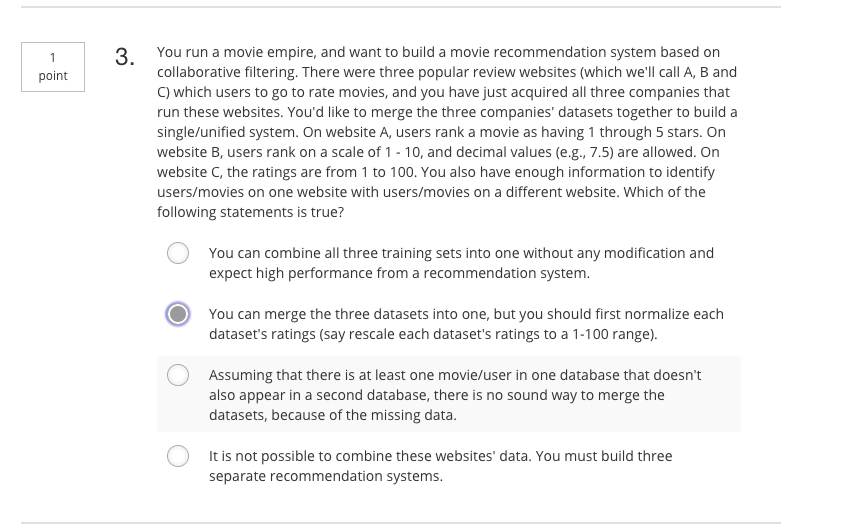 1
point
3.
You run a movie empire, and want to build a movie recommendation system based on
collaborative filtering. There were three popular review websites (which we'll call A, B and
C) which users to go to rate movies, and you have just acquired all three companies that
run these websites. You'd like to merge the three companies' datasets together to build a
single/unified system. On website A, users rank a movie as having 1 through 5 stars. On
website B, users rank on a scale of 1 - 10, and decimal values (e.g., 7.5) are allowed. On
website C, the ratings are from 1 to 100. You also have enough information to identify
users/movies on one website with users/movies on a different website. Which of the
following statements is true?
You can combine all three training sets into one without any modification and
expect high performance from a recommendation system.
You can merge the three datasets into one, but you should first normalize each
dataset's ratings (say rescale each dataset's ratings to a 1-100 range).
Assuming that there is at least one movie/user in one database that doesn't
also appear in a second database, there is no sound way to merge the
datasets, because of the missing data.
It is not possible to combine these websites' data. You must build three
separate recommendation systems.